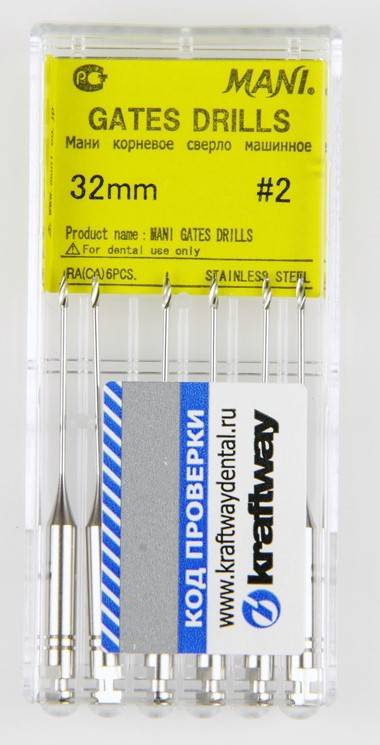 РС
MANI®
GATES DRILLS
Мани корневое сверло машинное
32mm #2
Product name : MANI GATES DRILLS
⚠For dental use only
RA(CA)6PCS. STAINLESS STEEL
КОД ПРОВЕРКИ
www.kraftwaydental.ru
kraftway